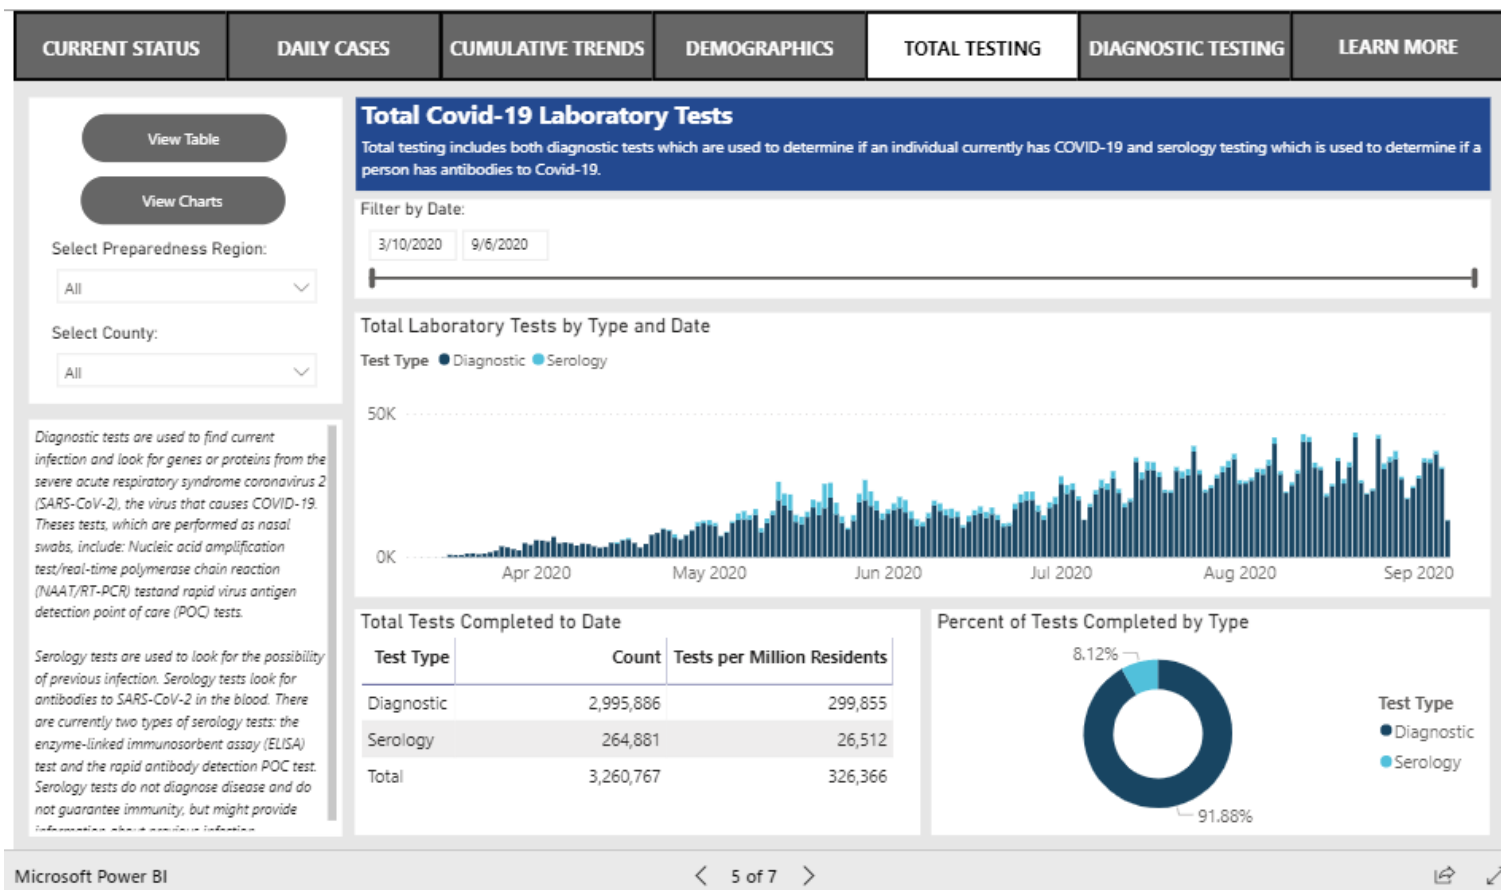 CURRENT STATUS
DAILY CASES
CUMULATIVE TRENDS
DEMOGRAPHICS
TOTAL TESTING
DIAGNOSTIC TESTING
LEARN MORE
View Table
View Charts
Select Preparedness Region:
All
Select County:
All
Diagnostic tests are used to find current
infection and look for genes or proteins from the
severe acute respiratory syndrome coronavirus 2
(SARS-CoV-2), the virus that causes COVID-19.
Theses tests, which are performed as nasal
swabs, include: Nucleic acid amplification
test/real-time polymerase chain reaction
(NAAT/RT-PCR) testand rapid virus antigen
detection point of care (POC) tests.
Serology tests are used to look for the possibility
of previous infection. Serology tests look for
antibodies to SARS-CoV-2 in the blood. There
are currently two types of serology tests: the
enzyme-linked immunosorbent assay (ELISA)
test and the rapid antibody detection POC test.
Serology tests do not diagnose disease and do
not guarantee immunity, but might provide
information about previous infection
Total Covid-19 Laboratory Tests
Total testing includes both diagnostic tests which are used to determine if an individual currently has COVID-19 and serology testing which is used to determine if a
person has antibodies to Covid-19.
Filter by Date:
3/10/2020 9/6/2020
Total Laboratory Tests by Type and Date
Test Type Diagnostic Serology
50K
0K
Apr 2020 May 2020 Jun 2020 Jul 2020 Aug 2020 Sep 2020
Total Tests Completed to Date
Test Type Count Tests per Million Residents
Diagnostic 2,995,886 299,855
Serology 264,881 26,512
Total 3,260,767 326,366
Percent of Tests Completed by Type
8.12%
91.88%
Test Type
Diagnostic
Serology
Microsoft Power BI
5 of 7